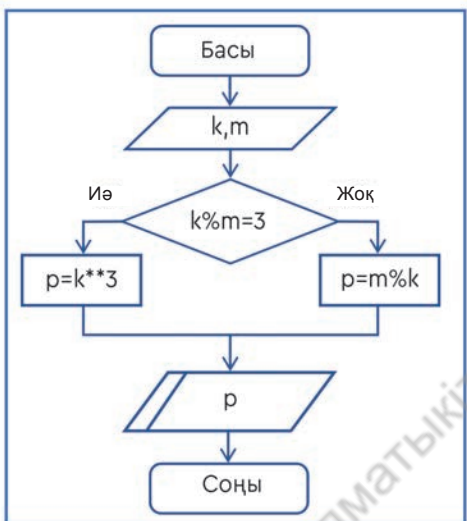 Басы
k,m
Иә
Жоқ
k%m=3
p=k**3
p=m%k
p
Соңы